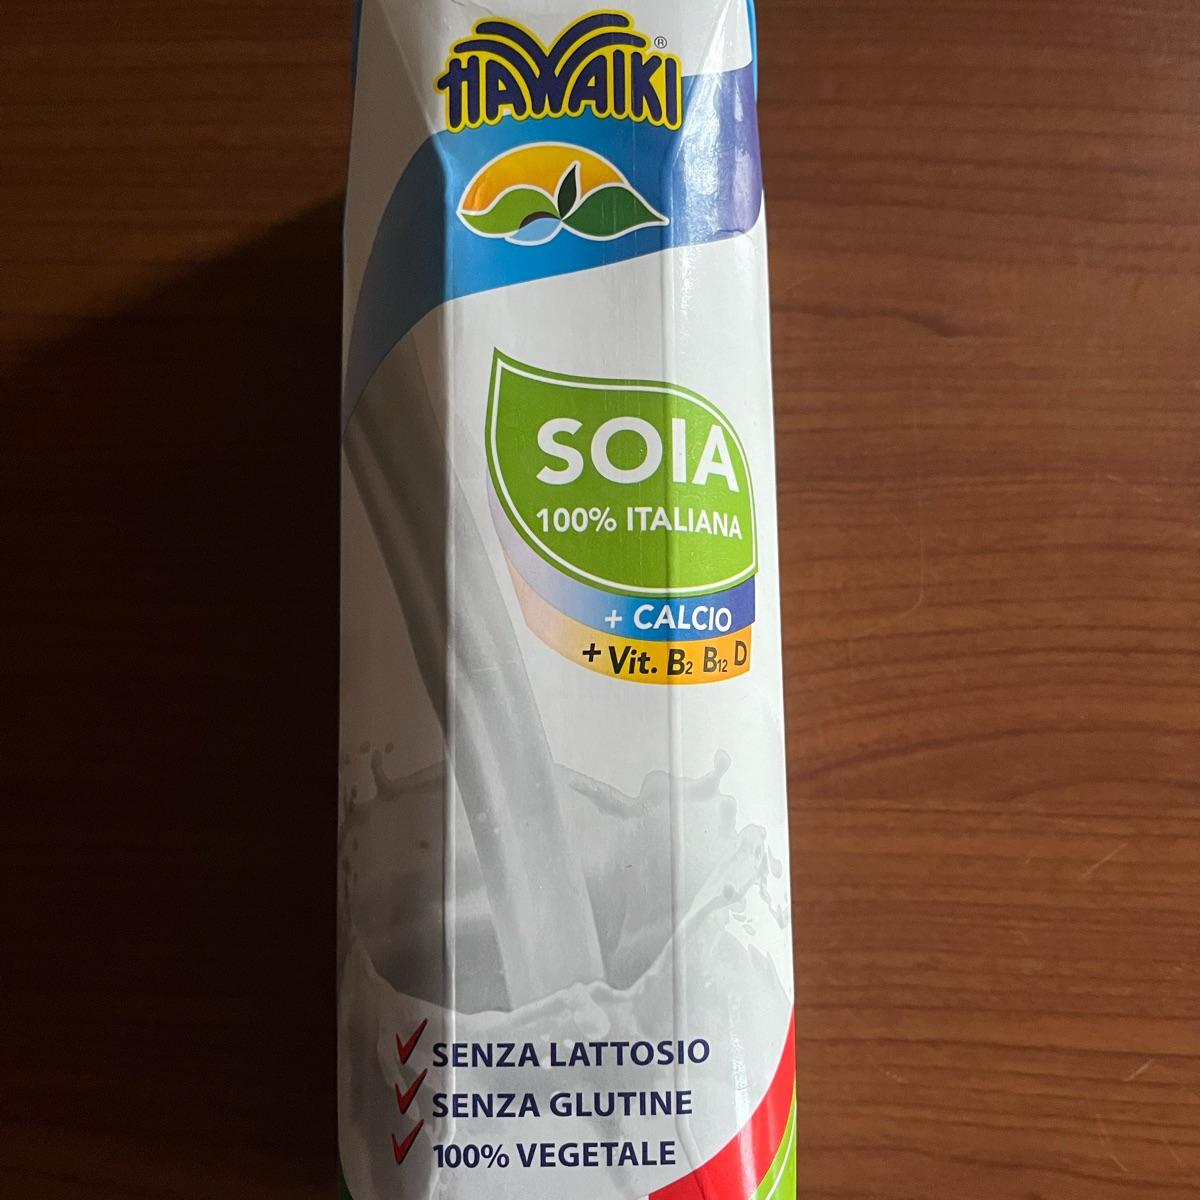 HAWAIKI ®
SOIA
100% ITALIANA
+ CALCIO
+ Vit. B₂ B₁₂ D
SENZA LATTOSIO
SENZA GLUTINE
100% VEGETALE